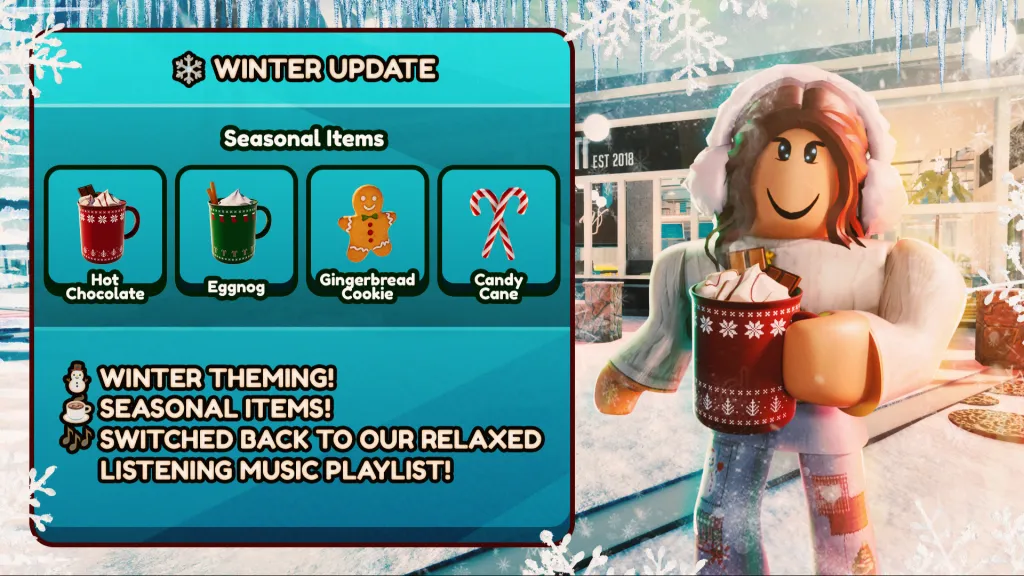 WINTER UPDATE
Seasonal Items
Hot
Chocolate
Eggnog
Gingerbread
Cookie
Candy
Cane
WINTER THEMING!
SEASONAL ITEMS!
SWITCHED BACK TO OUR RELAXED
LISTENING MUSIC PLAYLIST!
EST 2018